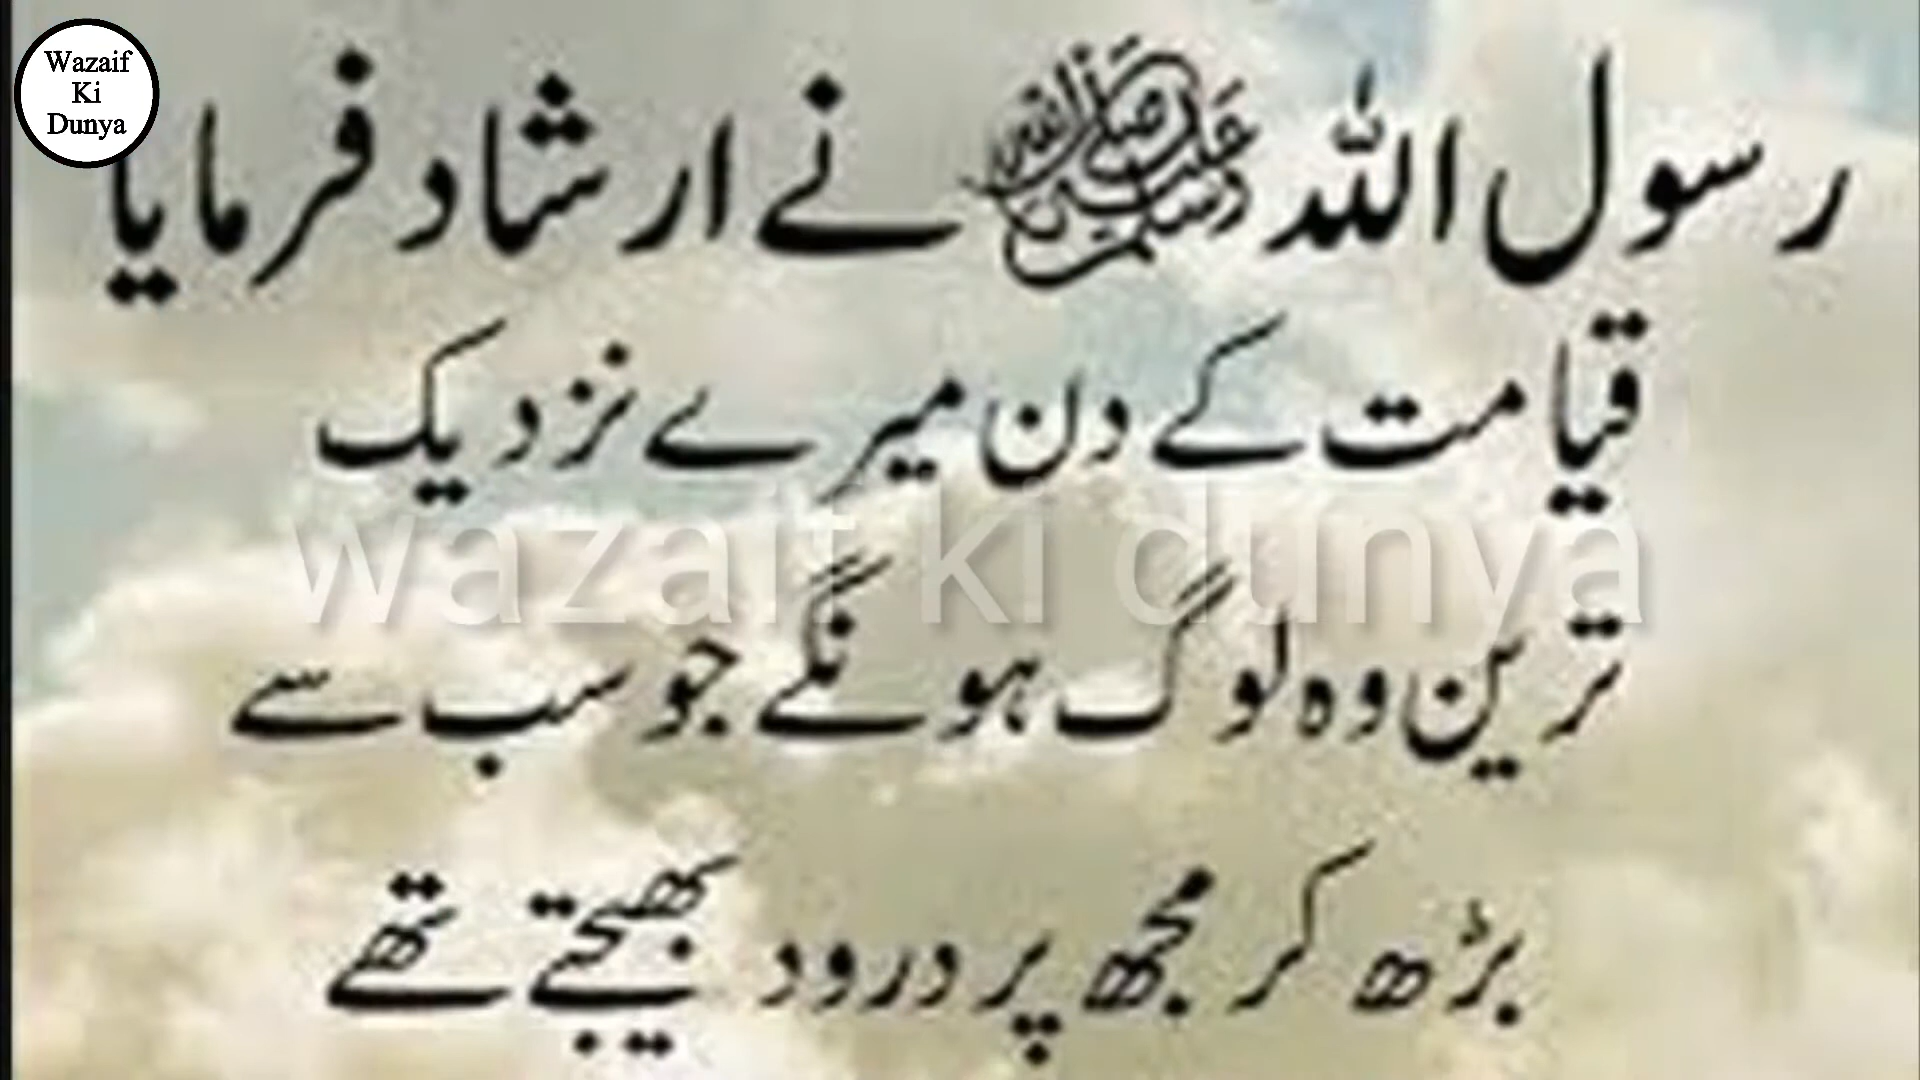 Wazaif
Ki
Dunya
رسول اللہ ﷺ نے ارشاد فرمایا
قیامت کے دن میرے نزدیک
wazaif ki dunya
ترین وہ لوگ ہونگے جو سب سے
بڑھ کر مجھ پر درود بھیجتے تھے